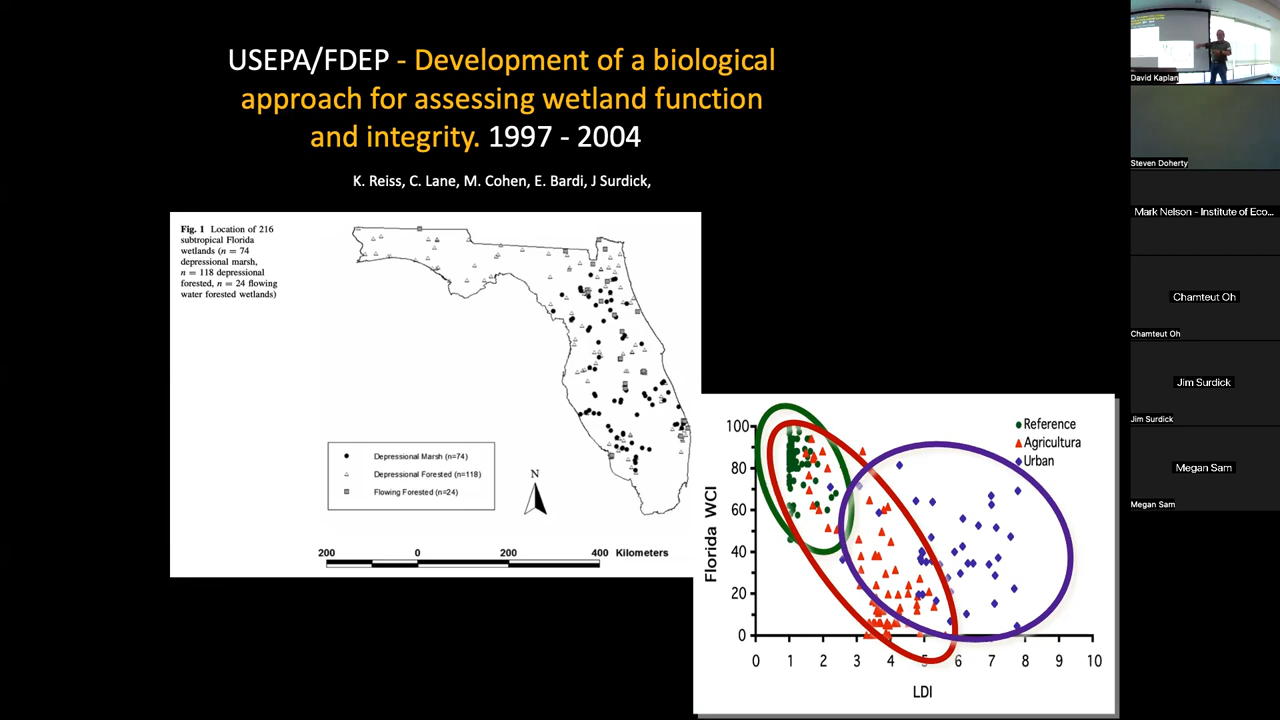 USEPA/FDEP - Development of a biological
approach for assessing wetland function
and integrity. 1997 - 2004
K. Reiss, C. Lane, M. Cohen, E. Bardi, J Surdick,
Fig. 1 Location of 216
subtropical Florida
wetlands (n = 74
depressional marsh,
n = 118 depressional
forested, n = 24 flowing
water forested wetlands)
Depressional Marsh (n=74)
Depressional Forested (n=118)
Flowing Forested (n=24)
N
200 0 200 400 Kilometers
Reference
Agricultura
Urban
100
80
60
40
20
0
Florida WCI
0 1 2 3 4 5 6 7 8 9 10
LDI
David Kaplan
Steven Doherty
Mark Nelson - Institute of Eco...
Chamteut Oh
Chamteut Oh
Jim Surdick
Jim Surdick
Megan Sam
Megan Sam